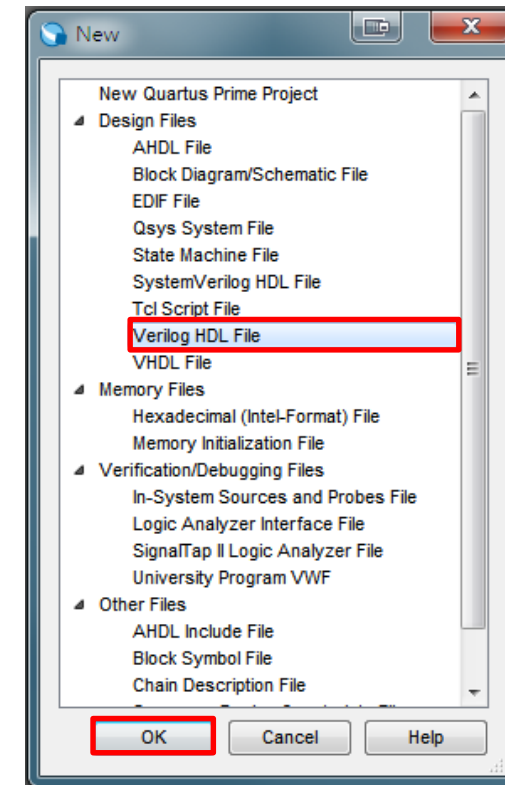 New
New Quartus Prime Project
Design Files
AHDL File
Block Diagram/Schematic File
EDIF File
Qsys System File
State Machine File
SystemVerilog HDL File
Tcl Script File
Verilog HDL File
VHDL File
Memory Files
Hexadecimal (Intel-Format) File
Memory Initialization File
Verification/Debugging Files
In-System Sources and Probes File
Logic Analyzer Interface File
SignalTap II Logic Analyzer File
University Program VWF
Other Files
AHDL Include File
Block Symbol File
Chain Description File
OK Cancel Help